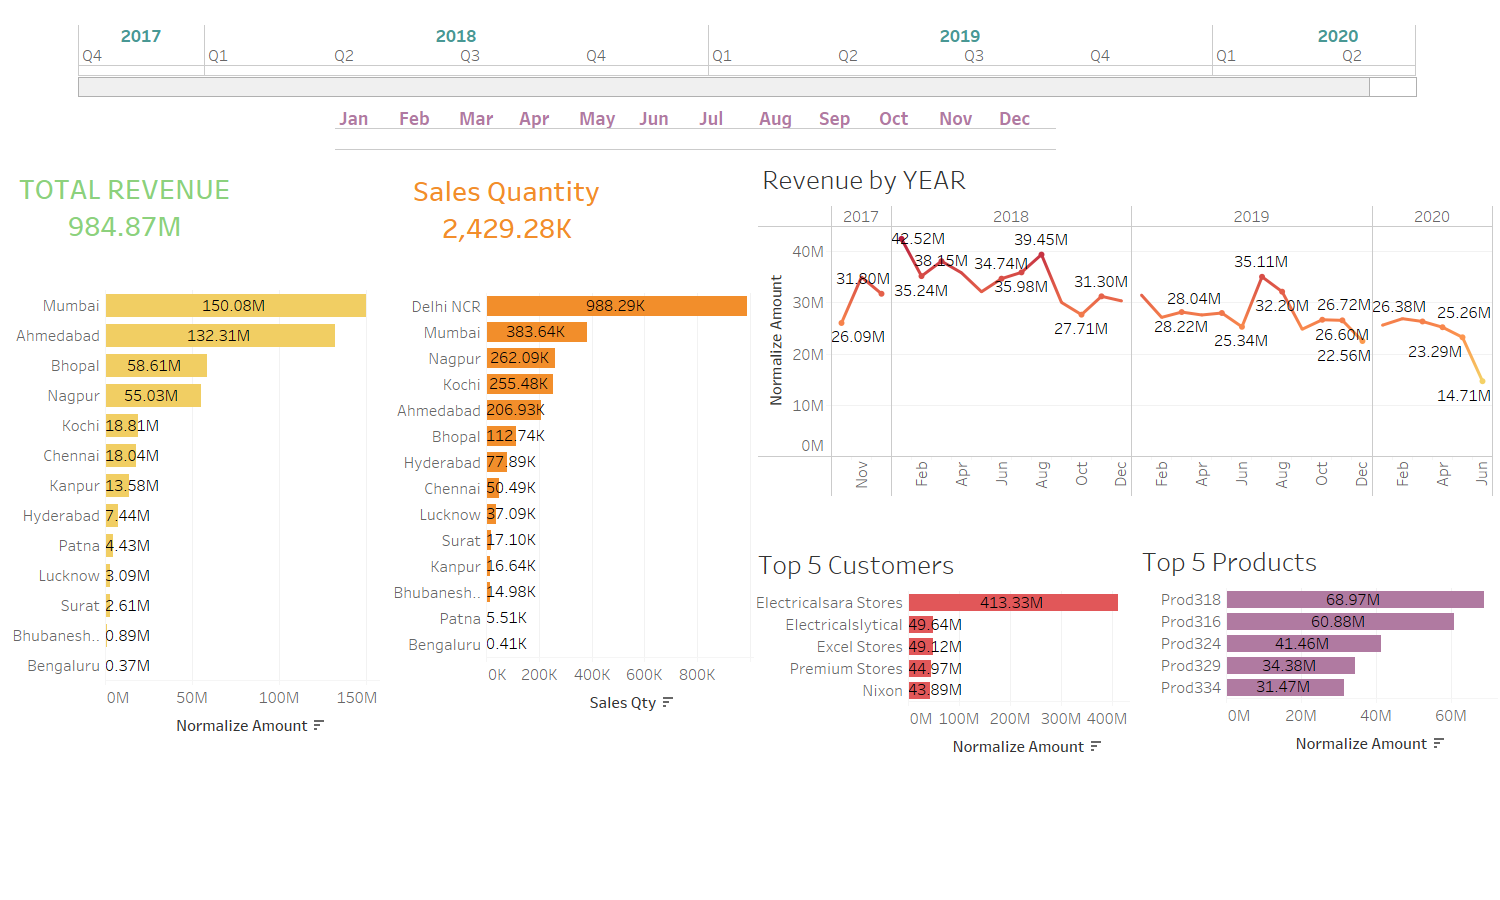 2017 2018 2019 2020
Q4 Q1 Q2 Q3 Q4 Q1 Q2 Q3 Q4 Q1 Q2
Jan Feb Mar Apr May Jun Jul Aug Sep Oct Nov Dec
TOTAL REVENUE
984.87M
Mumbai 150.08M
Ahmedabad 132.31M
Bhopal 58.61M
Nagpur 55.03M
Kochi 18.81M
Chennai 18.04M
Kanpur 13.58M
Hyderabad 7.44M
Patna 4.43M
Lucknow 3.09M
Surat 2.61M
Bhubanesh.. 0.89M
Bengaluru 0.37M
0M 50M 100M 150M
Normalize Amount
Sales Quantity
2,429.28K
Delhi NCR 988.29K
Mumbai 383.64K
Nagpur 262.09K
Kochi 255.48K
Ahmedabad 206.93K
Bhopal 112.74K
Hyderabad 77.89K
Chennai 50.49K
Lucknow 37.09K
Surat 17.10K
Kanpur 16.64K
Bhubanesh.. 14.98K
Patna 5.51K
Bengaluru 0.41K
0K 200K 400K 600K 800K
Sales Qty
Revenue by YEAR
2017 2018 2019 2020
Normalize Amount
40M
30M
20M
10M
0M
26.09M
31.80M
42.52M
35.24M
38.15M
34.74M
35.98M
39.45M
27.71M
31.30M
28.22M
28.04M
25.34M
35.11M
32.20M
26.60M
26.72M
22.56M
26.38M
23.29M
25.26M
14.71M
Nov Feb Apr Jun Aug Oct Dec Feb Apr Jun Aug Oct Dec Feb Apr Jun
Top 5 Customers
Electricalsara Stores 413.33M
Electricalslytical 49.64M
Excel Stores 49.12M
Premium Stores 44.97M
Nixon 43.89M
0M 100M 200M 300M 400M
Normalize Amount
Top 5 Products
Prod318 68.97M
Prod316 60.88M
Prod324 41.46M
Prod329 34.38M
Prod334 31.47M
0M 20M 40M 60M
Normalize Amount